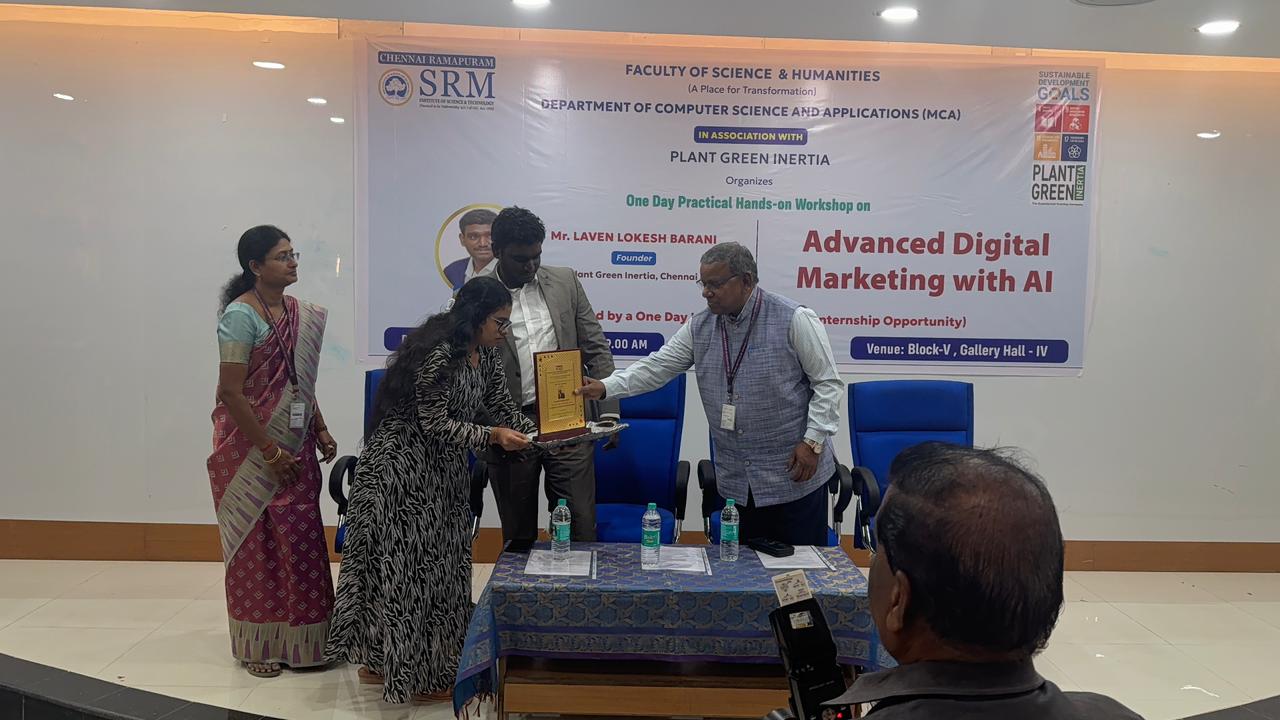 CHENNAI RAMAPURAM
SRM
INSTITUTE OF SCIENCE & TECHNOLOGY
FACULTY OF SCIENCE & HUMANITIES
(A Place for Transformation)
DEPARTMENT OF COMPUTER SCIENCE AND APPLICATIONS (MCA)
IN ASSOCIATION WITH
PLANT GREEN INERTIA
Organizes
One Day Practical Hands-on Workshop on
Mr. LAVEN LOKESH BARANI
Founder
Plant Green Inertia, Chennai,
Advanced Digital
Marketing with AI
d by a One Day
nternship Opportunity)
2.00 AM
Venue: Block-V , Gallery Hall - IV
SUSTAINABLE
DEVELOPMENT
GOALS
PLANT
GREEN
INERTIA